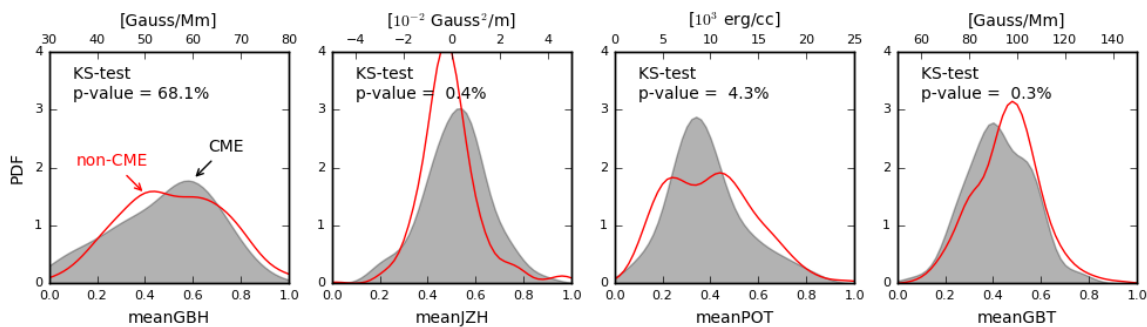 [Gauss/Mm] [10⁻² Gauss²/m] [10³ erg/cc] [Gauss/Mm]
30 40 50 60 70 80 −4 −2 0 2 4 0 5 10 15 20 25 60 80 100 120 140
4 4 4 4
KS-test KS-test KS-test KS-test
p-value = 68.1% p-value = 0.4% p-value = 4.3% p-value = 0.3%
3 3 3 3
non-CME CME
PDF
2 2 2 2
1 1 1 1
0 0 0 0
0.0 0.2 0.4 0.6 0.8 1.0 0.0 0.2 0.4 0.6 0.8 1.0 0.0 0.2 0.4 0.6 0.8 1.0 0.0 0.2 0.4 0.6 0.8 1.0
meanGBH meanJZH meanPOT meanGBT